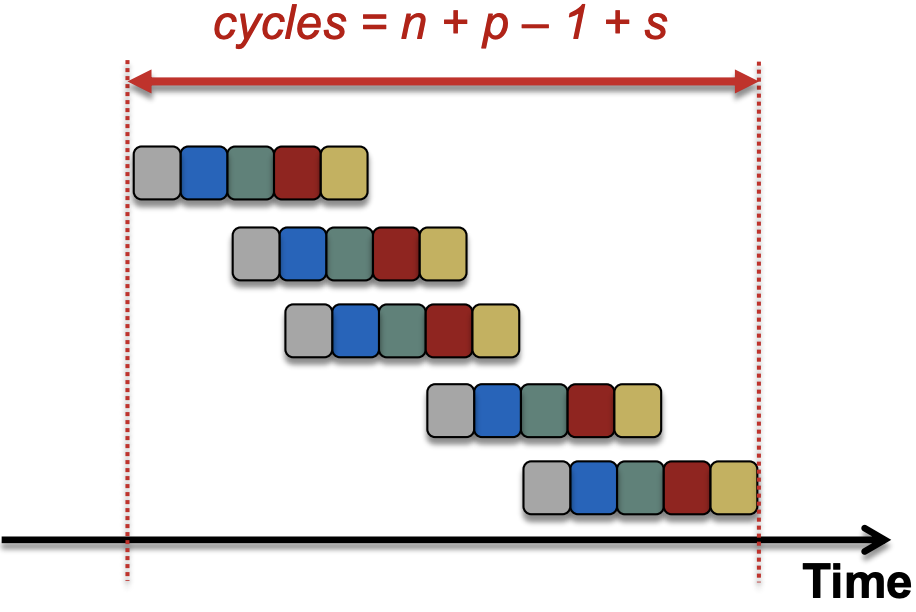 cycles = n + p – 1 + s
Time